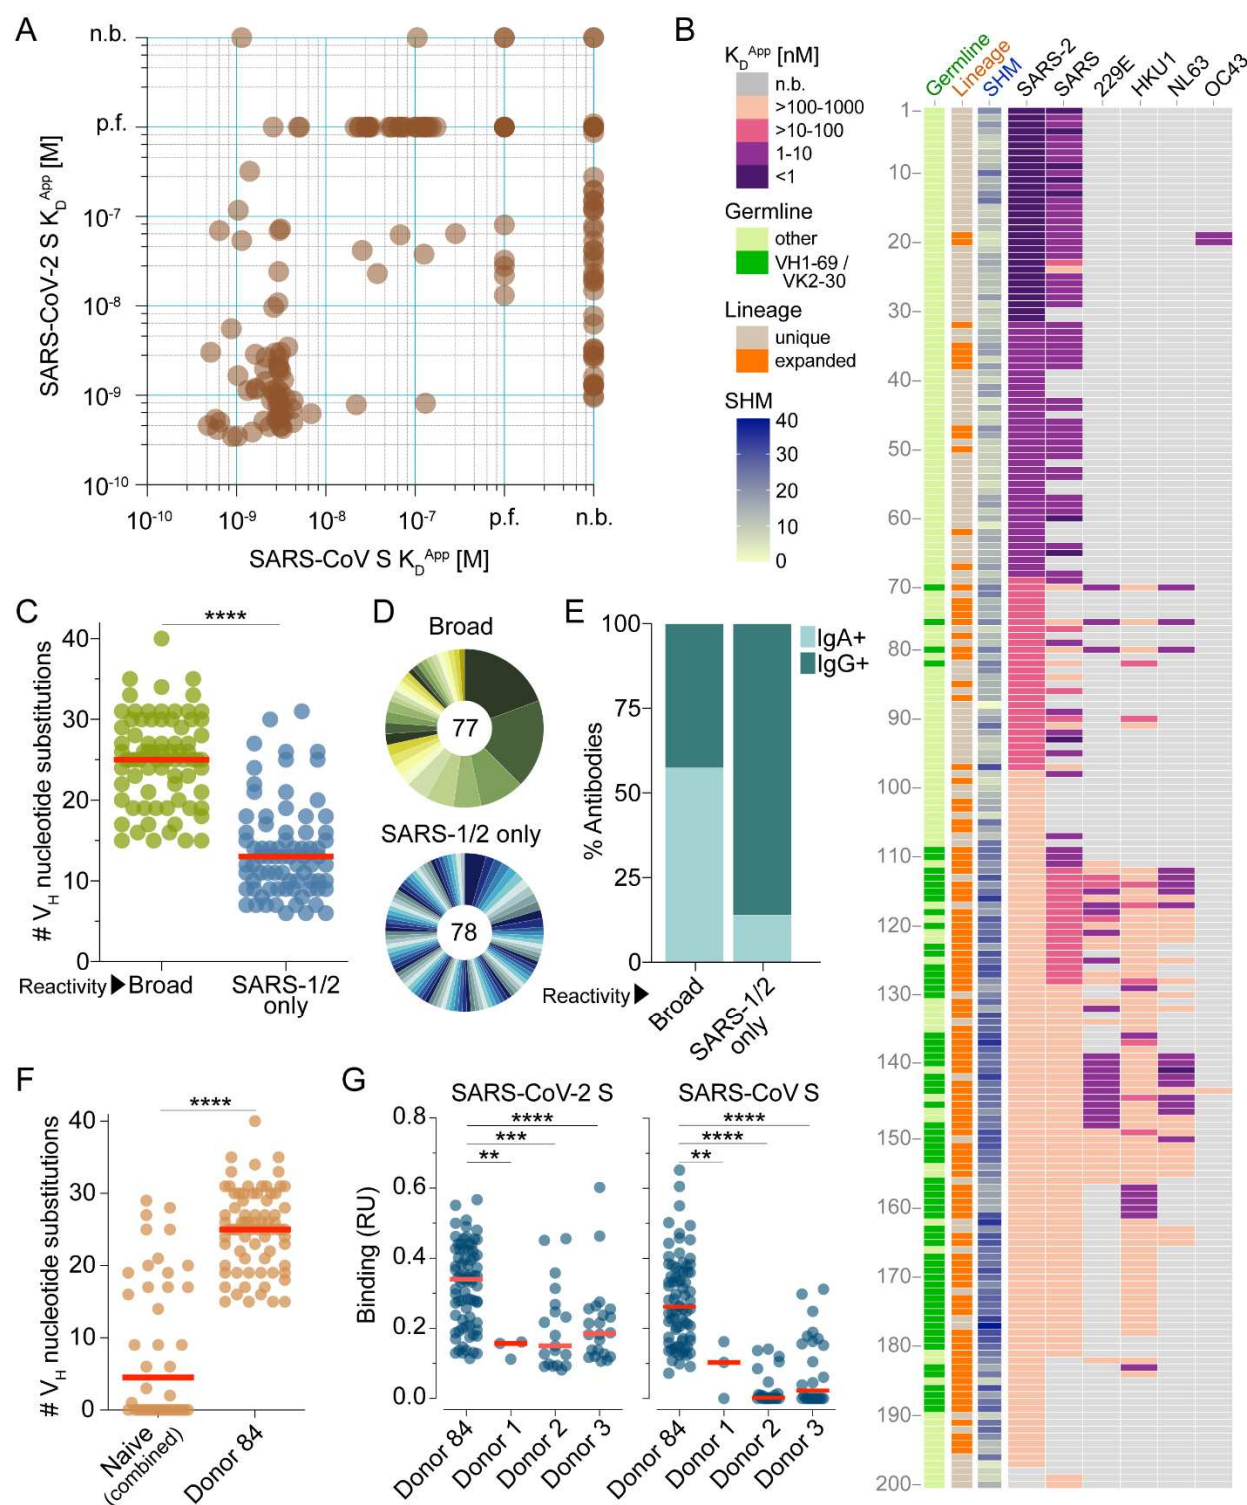 A
n.b.
p.f.
10-7
10-8
10-9
10-10
SARS-CoV-2 S KDApp [M]
10-10
10-9
10-8
10-7
p.f.
n.b.
SARS-CoV S KDApp [M]
B
KDApp [nM]
n.b.
>100-1000
>10-100
1-10
<1
Germline
other
VH1-69 /
VK2-30
Lineage
unique
expanded
SHM
40
30
20
10
0
Germline
Lineage
SHM
SARS-2
SARS
229E
HKU1
NL63
OC43
1
10
20
30
40
50
60
70
80
90
100
110
120
130
140
150
160
170
180
190
200
C
****
# VH nucleotide substitutions
40
30
20
10
0
Reactivity ▶
Broad
SARS-1/2
only
D
Broad
77
SARS-1/2 only
78
E
% Antibodies
100
75
50
25
0
IgA+
IgG+
Reactivity ▶
Broad
SARS-1/2
only
F
****
# VH nucleotide substitutions
40
30
20
10
0
Naive
(combined)
Donor 84
G
SARS-CoV-2 S
SARS-CoV S
Binding (RU)
0.8
0.6
0.4
0.2
0.0
****
***
**
****
****
**
Donor 84
Donor 1
Donor 2
Donor 3
Donor 84
Donor 1
Donor 2
Donor 3